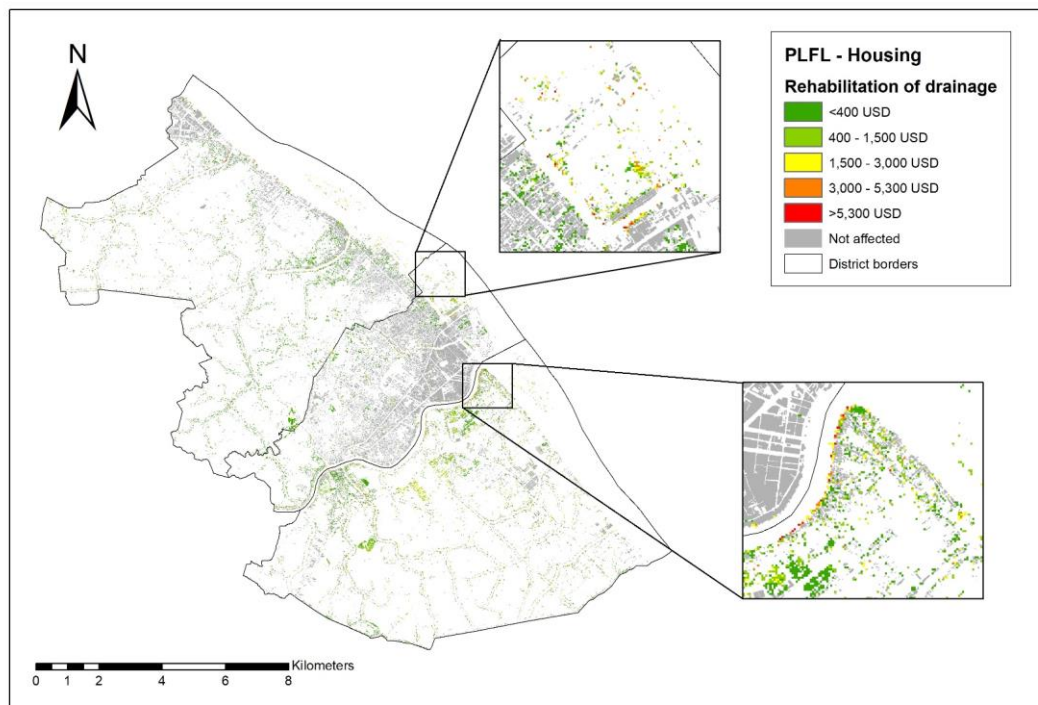 N
PLFL - Housing
Rehabilitation of drainage
<400 USD
400 - 1,500 USD
1,500 - 3,000 USD
3,000 - 5,300 USD
>5,300 USD
Not affected
District borders
Kilometers
0 1 2 4 6 8